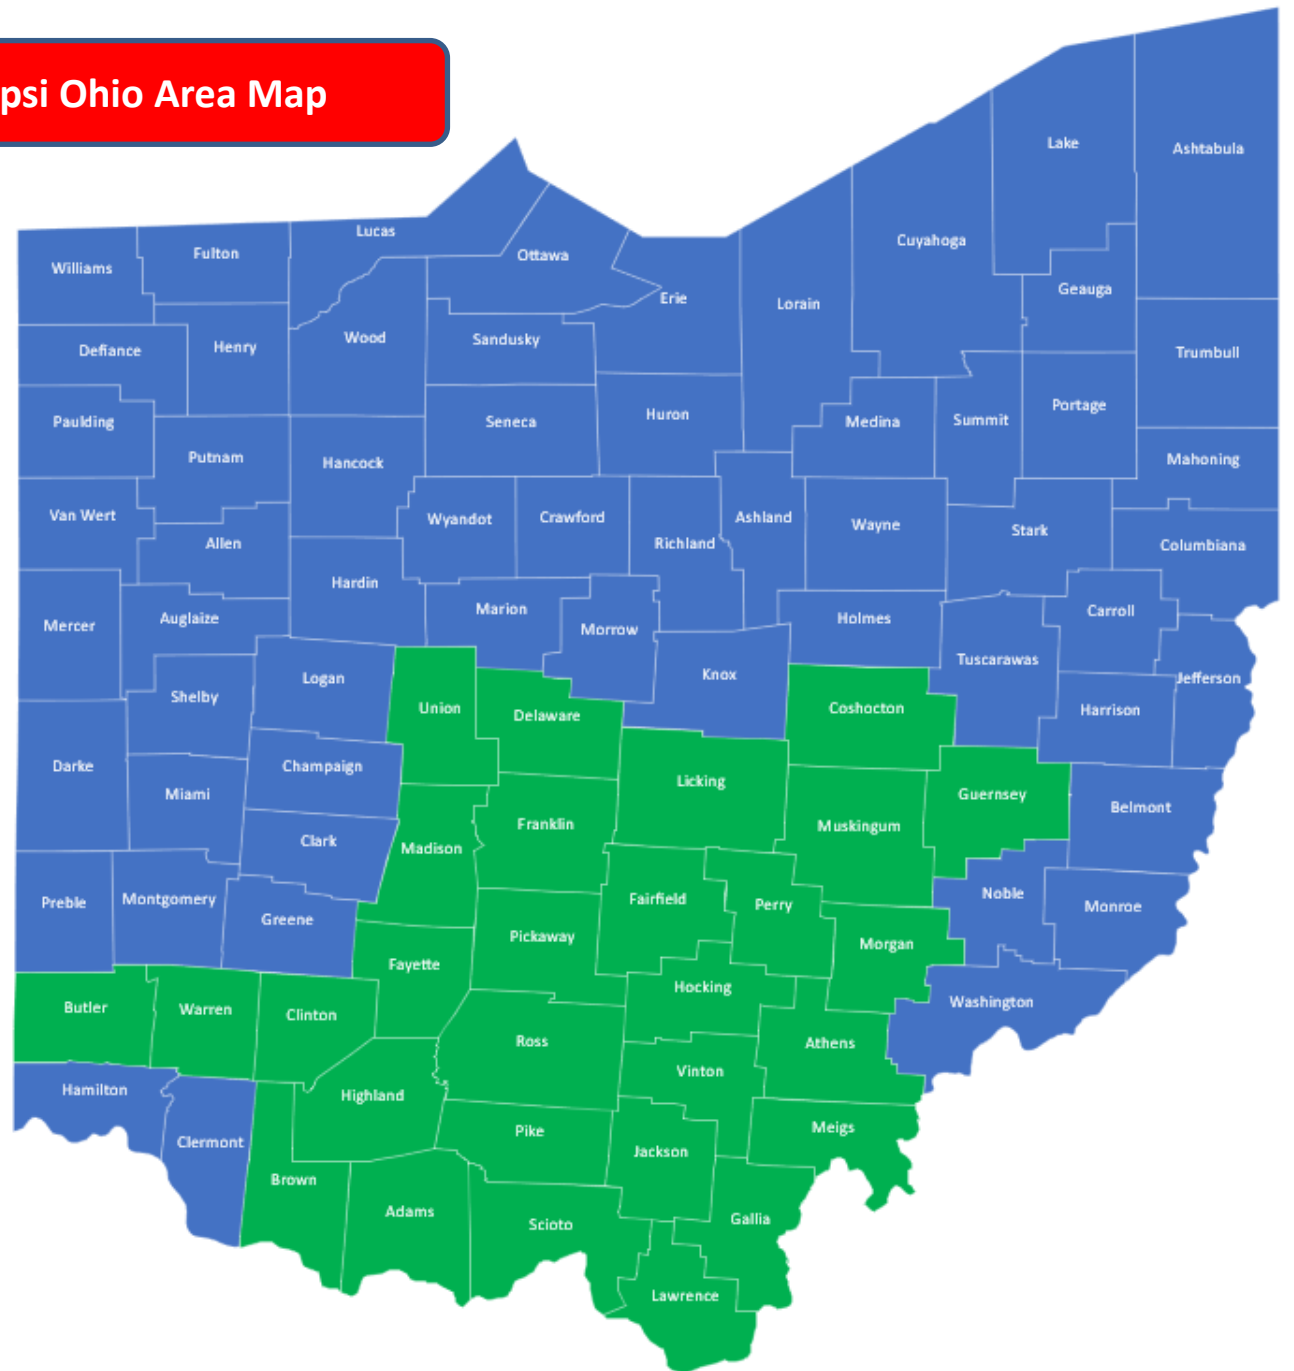 psi Ohio Area Map
Lake
Ashtabula
Lucas
Cuyahoga
Fulton
Ottawa
Williams
Geauga
Erie
Lorain
Wood
Sandusky
Henry
Defiance
Trumbull
Portage
Huron
Summit
Medina
Seneca
Paulding
Putnam
Hancock
Mahoning
Van Wert
Wyandot
Crawford
Ashland
Wayne
Stark
Allen
Richland
Columbiana
Hardin
Marion
Carroll
Auglaize
Holmes
Mercer
Morrow
Tuscarawas
Knox
Logan
Jefferson
Shelby
Union
Coshocton
Harrison
Delaware
Darke
Champaign
Licking
Miami
Guernsey
Belmont
Franklin
Muskingum
Clark
Madison
Noble
Fairfield
Montgomery
Preble
Perry
Monroe
Greene
Pickaway
Morgan
Fayette
Hocking
Washington
Butler
Warren
Clinton
Ross
Athens
Vinton
Hamilton
Highland
Meigs
Pike
Clermont
Jackson
Brown
Adams
Gallia
Scioto
Lawrence